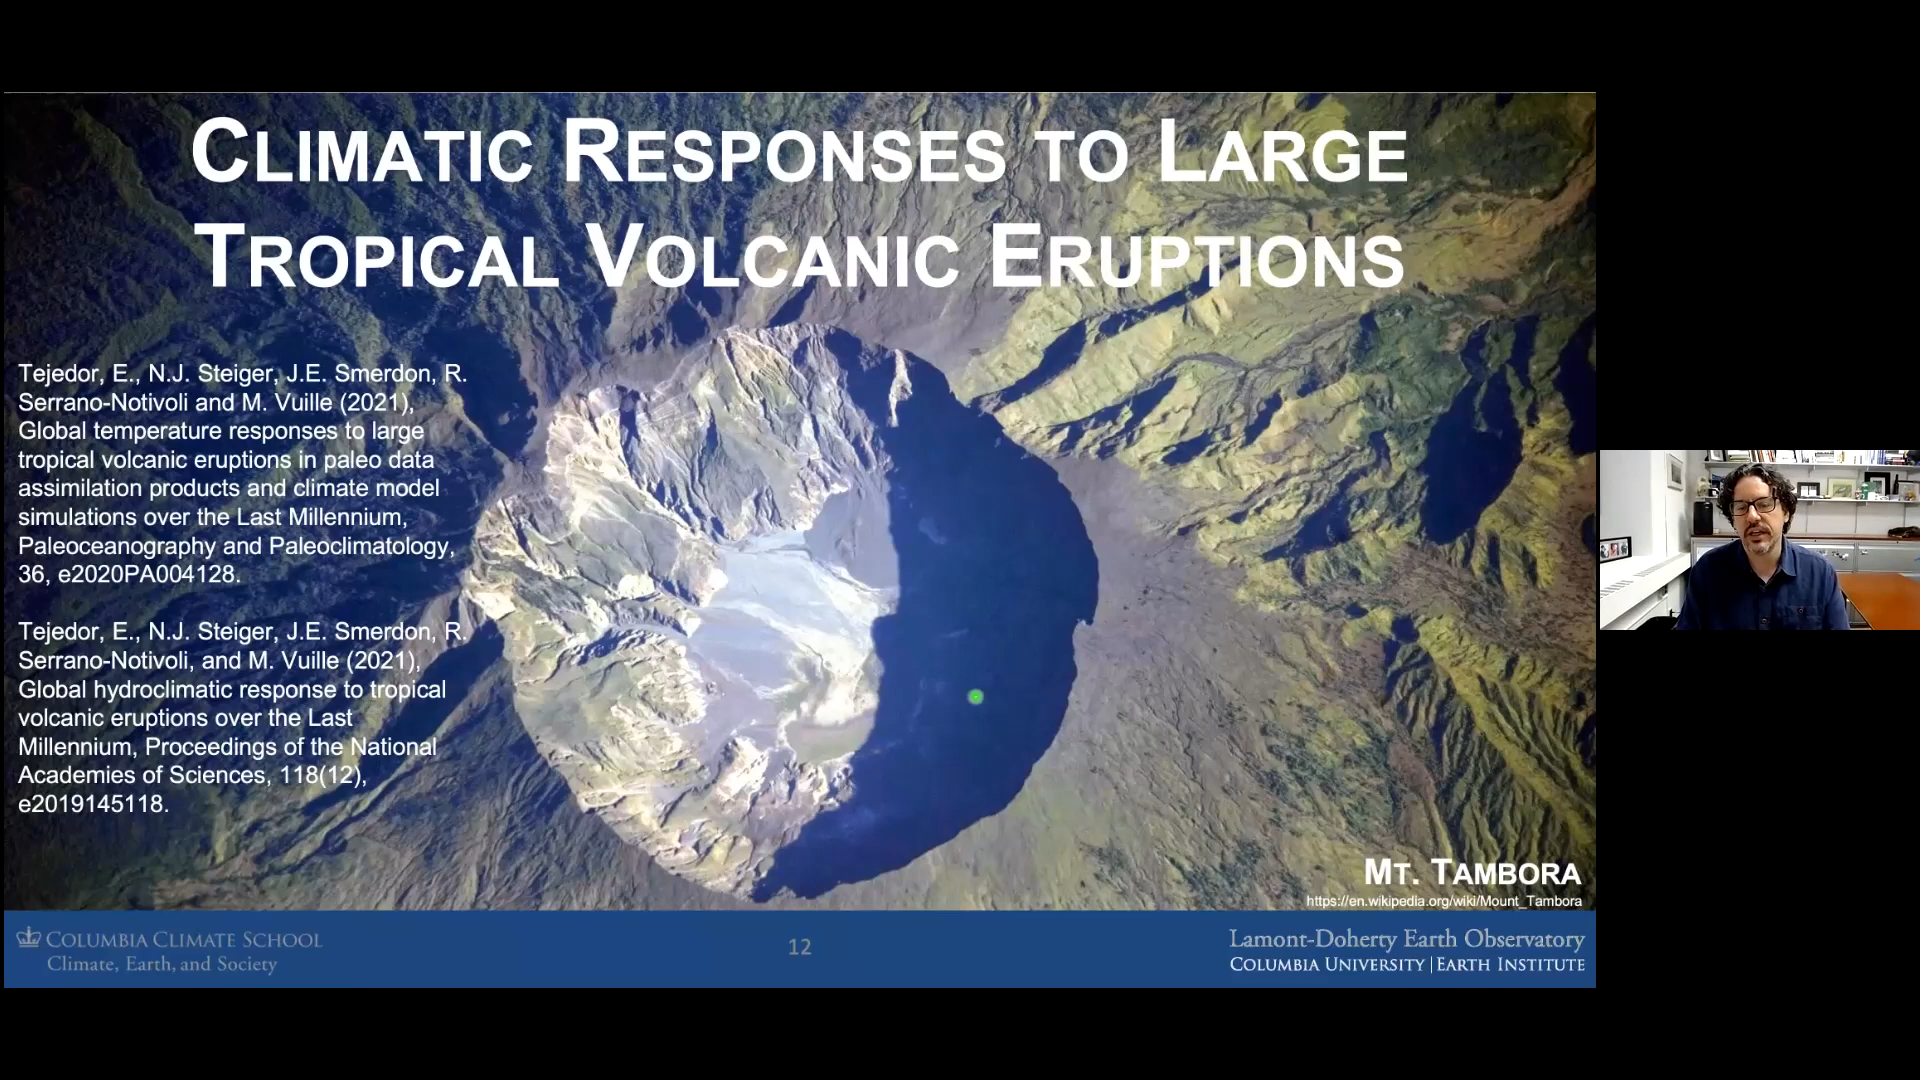 CLIMATIC RESPONSES TO LARGE
TROPICAL VOLCANIC ERUPTIONS
Tejedor, E., N.J. Steiger, J.E. Smerdon, R.
Serrano-Notivoli and M. Vuille (2021),
Global temperature responses to large
tropical volcanic eruptions in paleo data
assimilation products and climate model
simulations over the Last Millennium,
Paleoceanography and Paleoclimatology,
36, e2020PA004128.
Tejedor, E., N.J. Steiger, J.E. Smerdon, R.
Serrano-Notivoli, and M. Vuille (2021),
Global hydroclimatic response to tropical
volcanic eruptions over the Last
Millennium, Proceedings of the National
Academies of Sciences, 118(12),
e2019145118.
MT. TAMBORA
https://en.wikipedia.org/wiki/Mount_Tambora
COLUMBIA CLIMATE SCHOOL
Climate, Earth, and Society
12
Lamont-Doherty Earth Observatory
COLUMBIA UNIVERSITY | EARTH INSTITUTE